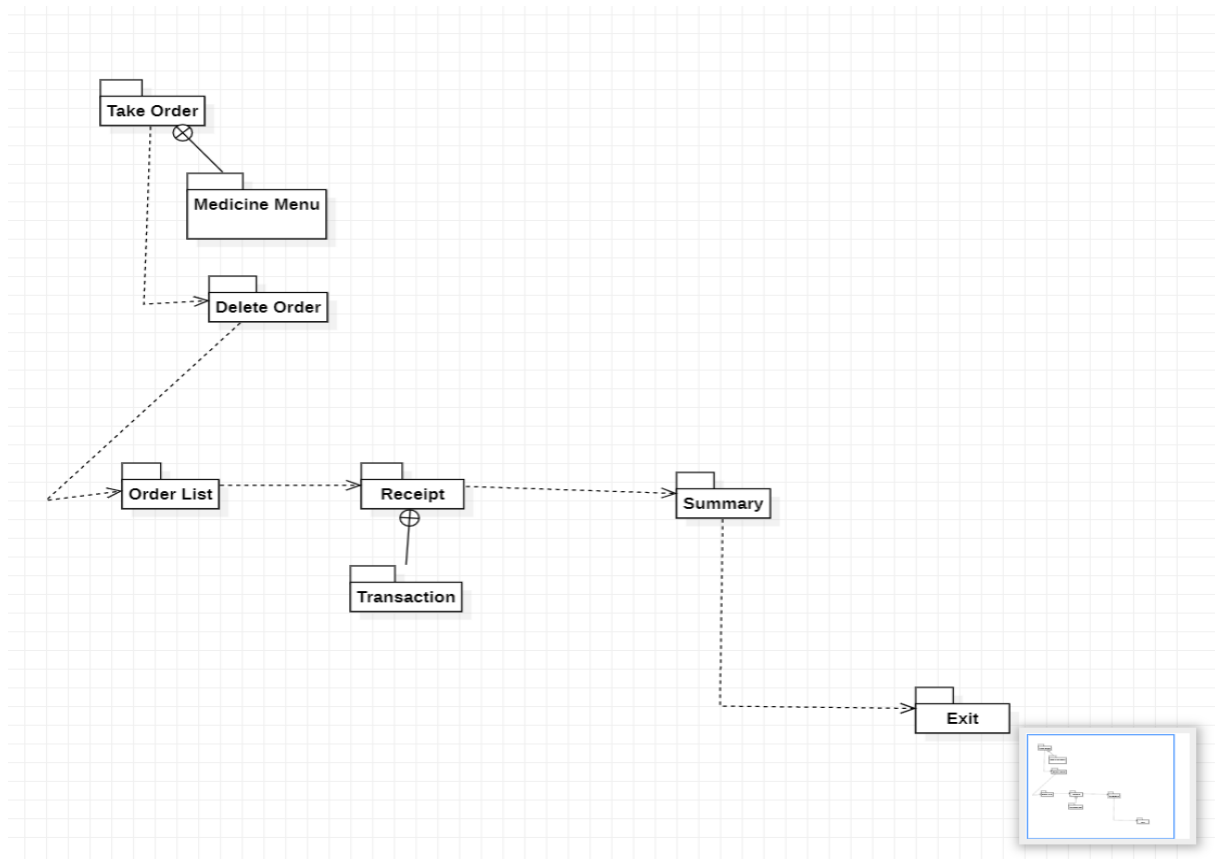 Take Order
Medicine Menu
Delete Order
Order List
Receipt
Summary
Transaction
Exit